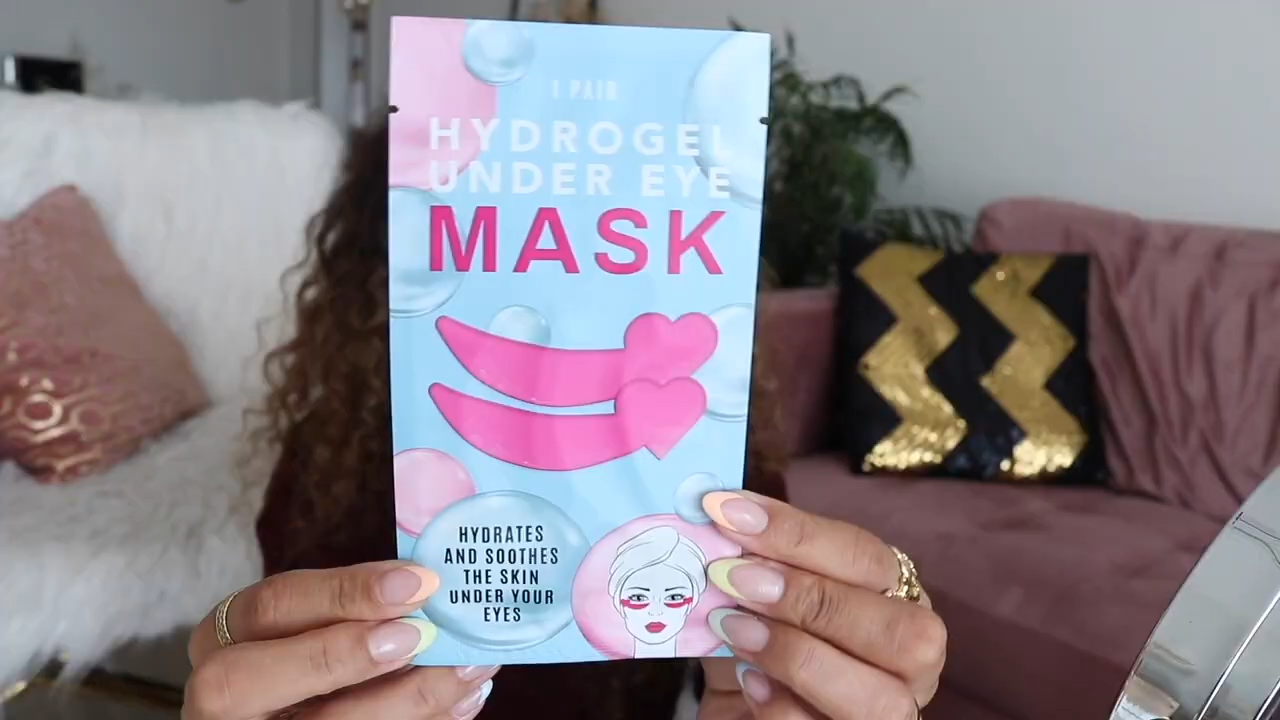 1 PAIR
HYDROGEL
UNDER EYE
MASK
HYDRATES
AND SOOTHES
THE SKIN
UNDER YOUR
EYES